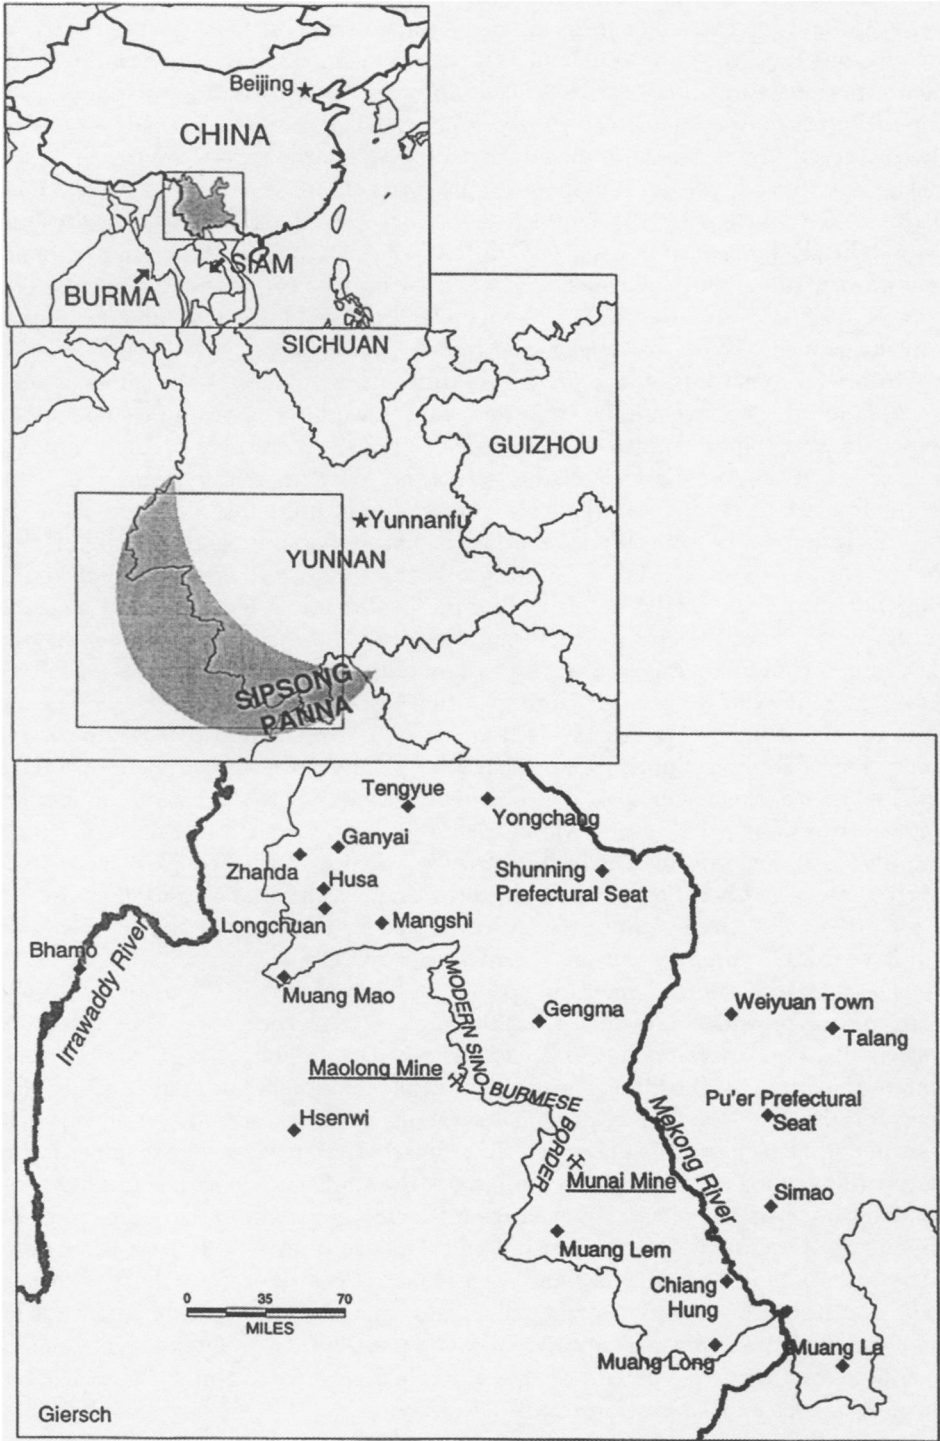 Beijing
CHINA
SIAM
BURMA
SICHUAN
GUIZHOU
Yunnanfu
YUNNAN
SIPSONG
PANNA
Tengyue
Yongchang
Ganyai
Zhanda
Husa
Shunning
Prefectural Seat
Longchuan
Mangshi
Bhamo
Irrawaddy River
Muang Mao
MODERN SINO-BURMESE
BORDER
Gengma
Weiyuan Town
Talang
Maolong Mine
Pu'er Prefectural
Seat
Hsenwi
Mekong River
Munai Mine
Simao
Muang Lem
Chiang
Hung
0 35 70
MILES
Muang Long
Muang La
Giersch